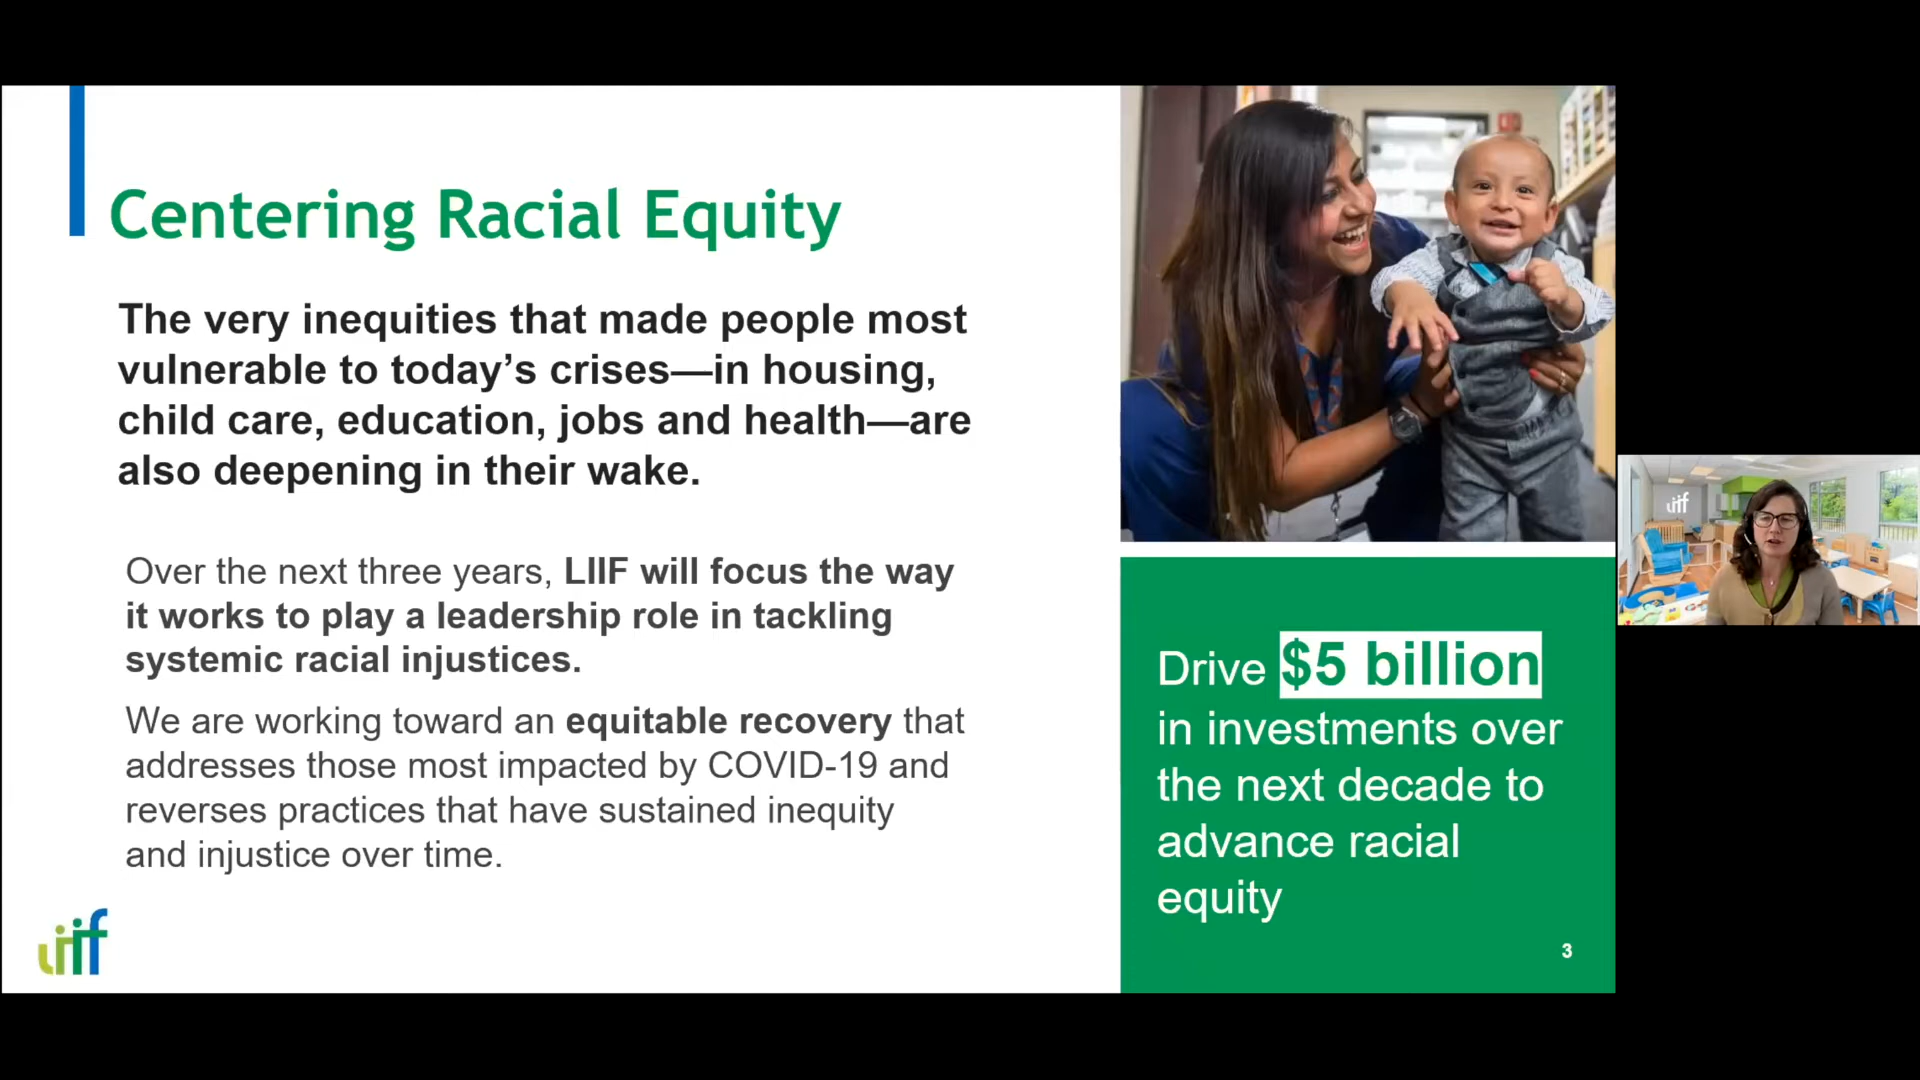 Centering Racial Equity
The very inequities that made people most
vulnerable to today’s crises—in housing,
child care, education, jobs and health—are
also deepening in their wake.
Over the next three years, LIIF will focus the way
it works to play a leadership role in tackling
systemic racial injustices.
We are working toward an equitable recovery that
addresses those most impacted by COVID-19 and
reverses practices that have sustained inequity
and injustice over time.
liif
Drive $5 billion
in investments over
the next decade to
advance racial
equity
3
liif